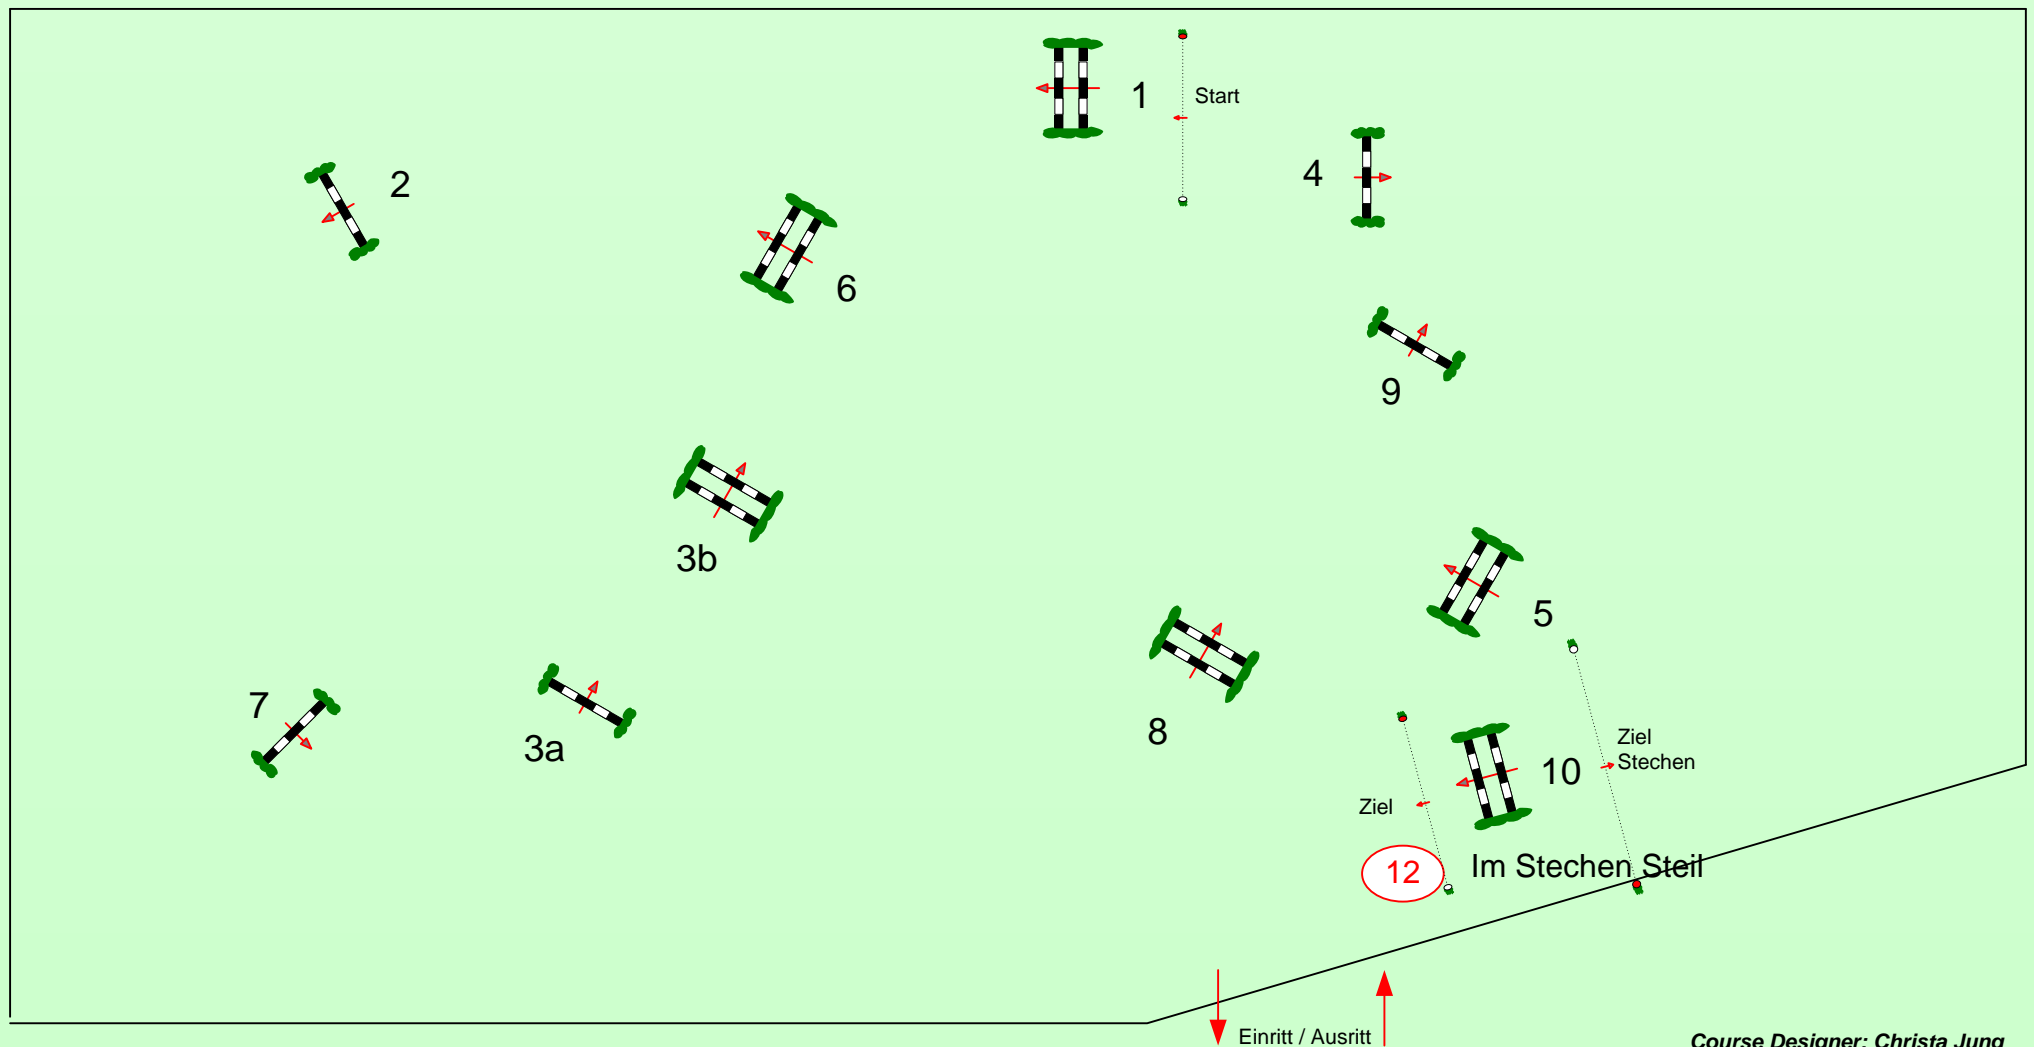 1
Start
4
2
6
9
3b
5
8
7
3a
Ziel
Stechen
10
Ziel
12
Im Stechen Steil
Einritt / Ausritt
Course Designer: Christa Jung